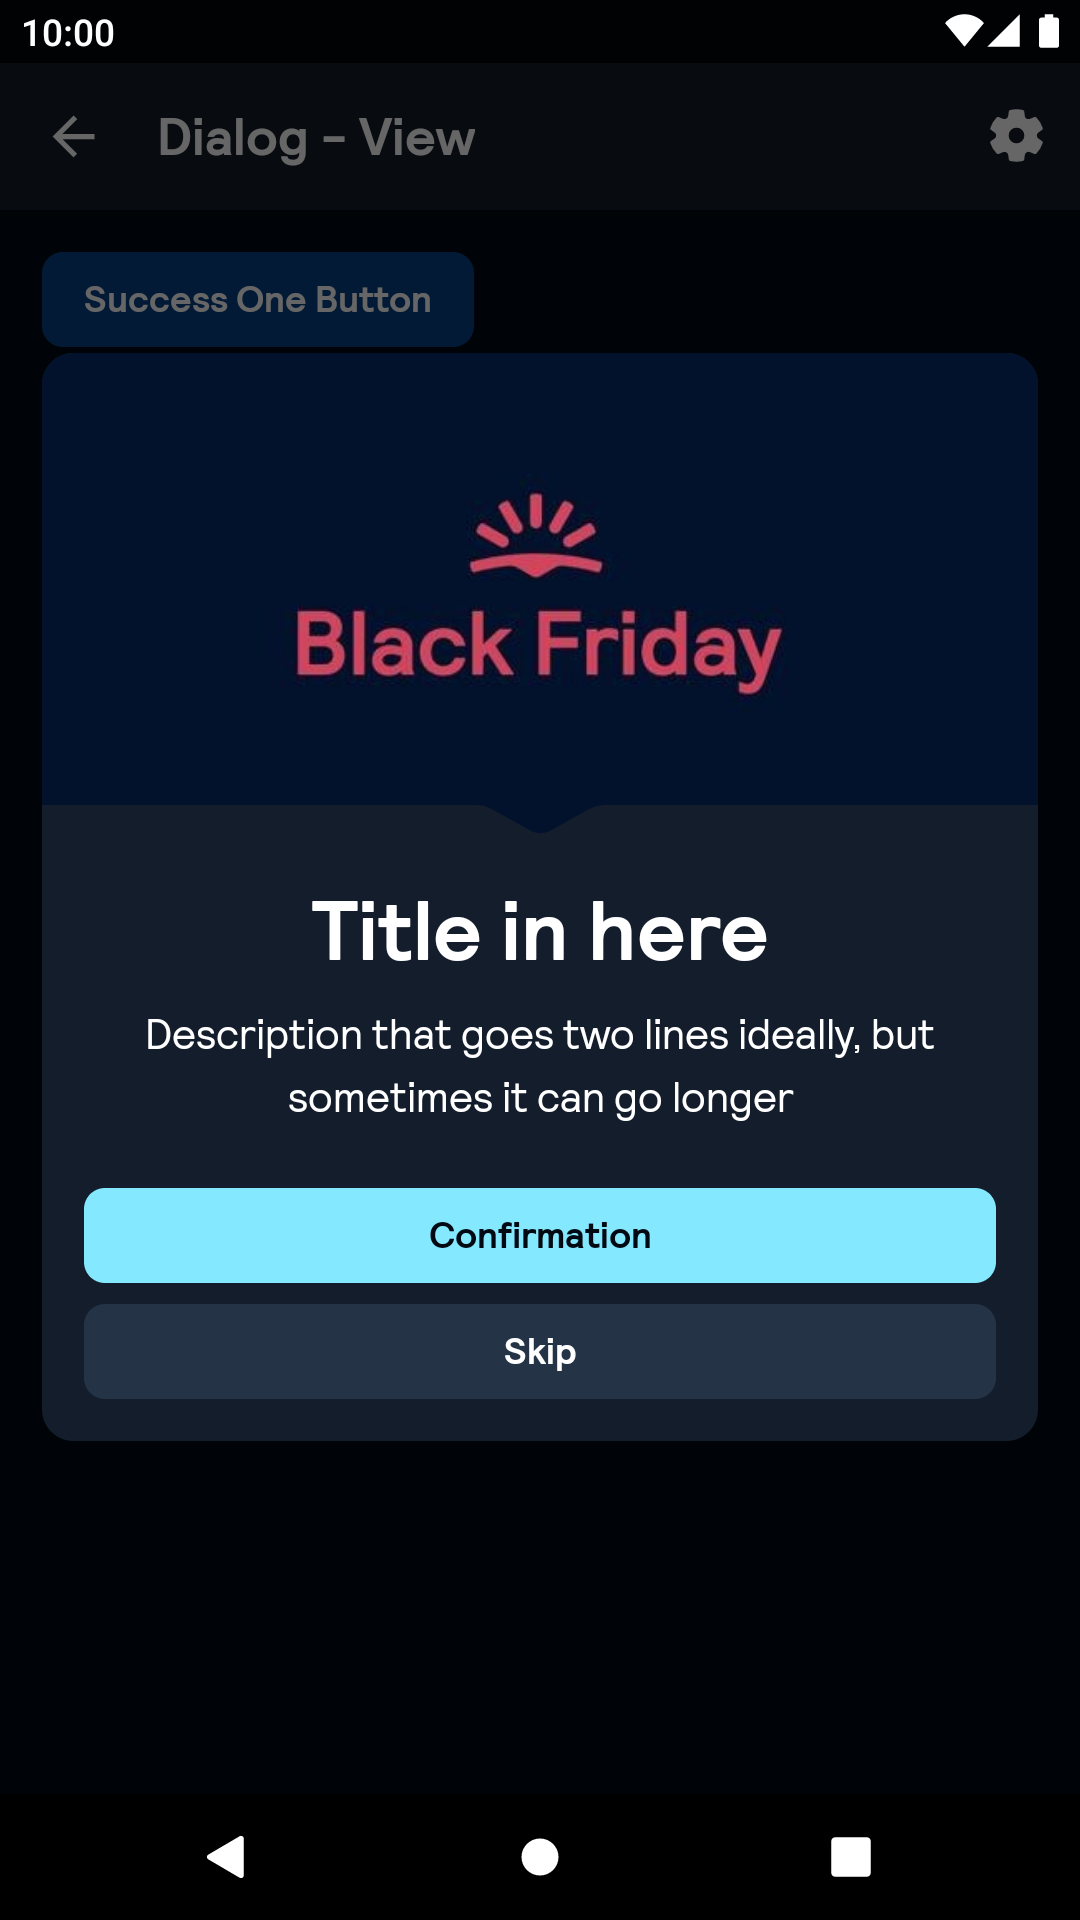 10:00
Dialog - View
Success One Button
Black Friday
Title in here
Description that goes two lines ideally, but
sometimes it can go longer
Confirmation
Skip